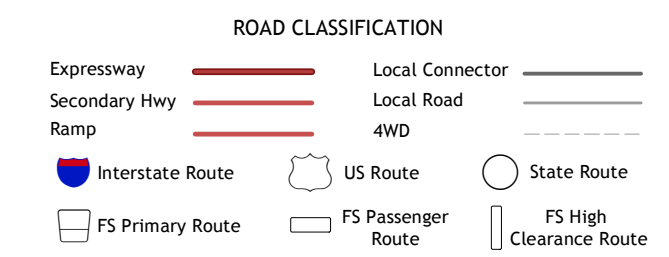 ROAD CLASSIFICATION
Expressway
Local Connector
Secondary Hwy
Local Road
Ramp
4WD
Interstate Route
US Route
State Route
FS Primary Route
FS Passenger
Route
FS High
Clearance Route